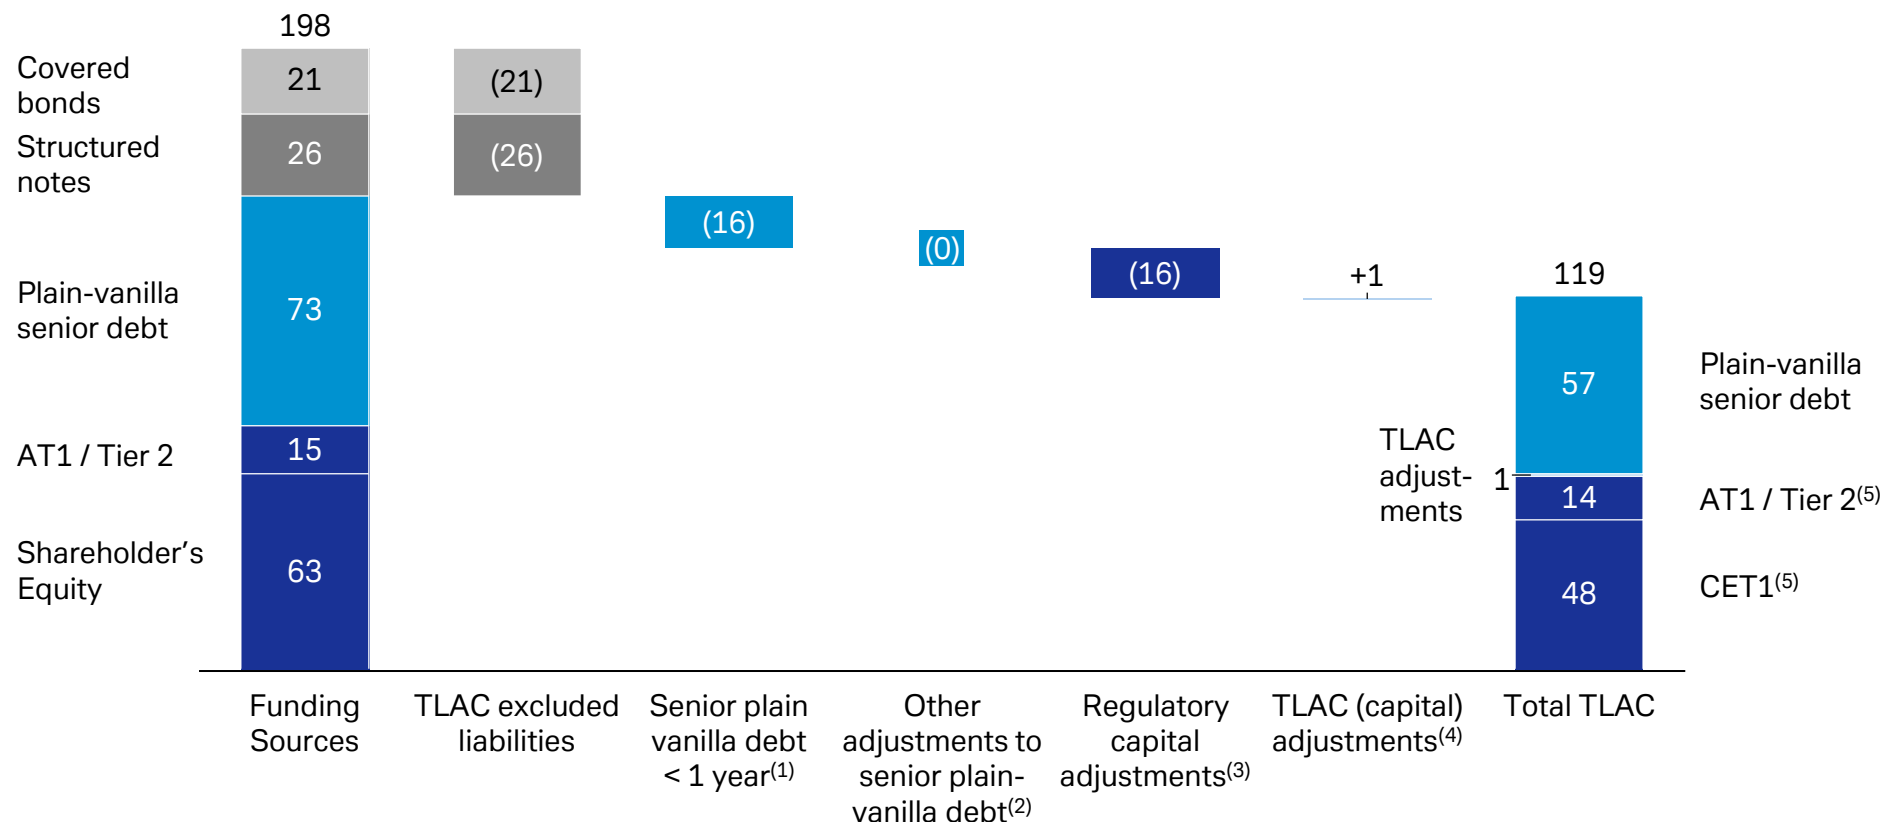 198
Covered
bonds
21
(21)
Structured
notes
26
(26)
Plain-vanilla
senior debt
73
(16)
(0)
(16)
+1
119
57
Plain-vanilla
senior debt
AT1 / Tier 2
15
TLAC
adjust-
ments
1
14
AT1 / Tier 2(5)
Shareholder’s
Equity
63
48
CET1(5)
Funding
Sources
TLAC excluded
liabilities
Senior plain
vanilla debt
< 1 year(1)
Other
adjustments to
senior plain-
vanilla debt(2)
Regulatory
capital
adjustments(3)
TLAC (capital)
adjustments(4)
Total TLAC